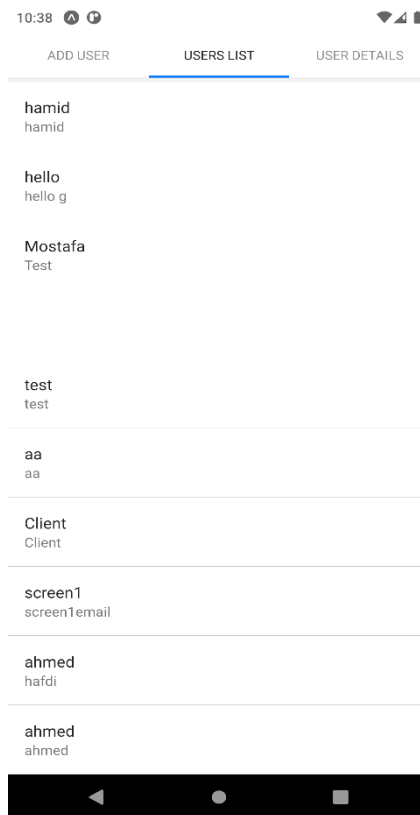 10:38
ADD USER USERS LIST USER DETAILS
hamid
hamid
hello
hello g
Mostafa
Test
test
test
aa
aa
Client
Client
screen1
screen1email
ahmed
hafdi
ahmed
ahmed